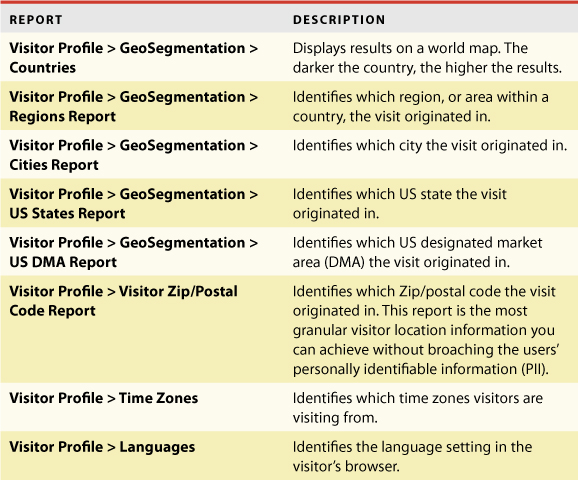 REPORT DESCRIPTION
Visitor Profile > GeoSegmentation > Displays results on a world map. The
Countries darker the country, the higher the results.
Visitor Profile > GeoSegmentation > Identifies which region, or area within a
Regions Report country, the visit originated in.
Visitor Profile > GeoSegmentation > Identifies which city the visit originated in.
Cities Report
Visitor Profile > GeoSegmentation > Identifies which US state the visit
US States Report originated in.
Visitor Profile > GeoSegmentation > Identifies which US designated market
US DMA Report area (DMA) the visit originated in.
Visitor Profile > Visitor Zip/Postal Identifies which Zip/postal code the visit
Code Report originated in. This report is the most
granular visitor location information you
can achieve without broaching the users’
personally identifiable information (PII).
Visitor Profile > Time Zones Identifies which time zones visitors are
visiting from.
Visitor Profile > Languages Identifies the language setting in the
visitor’s browser.